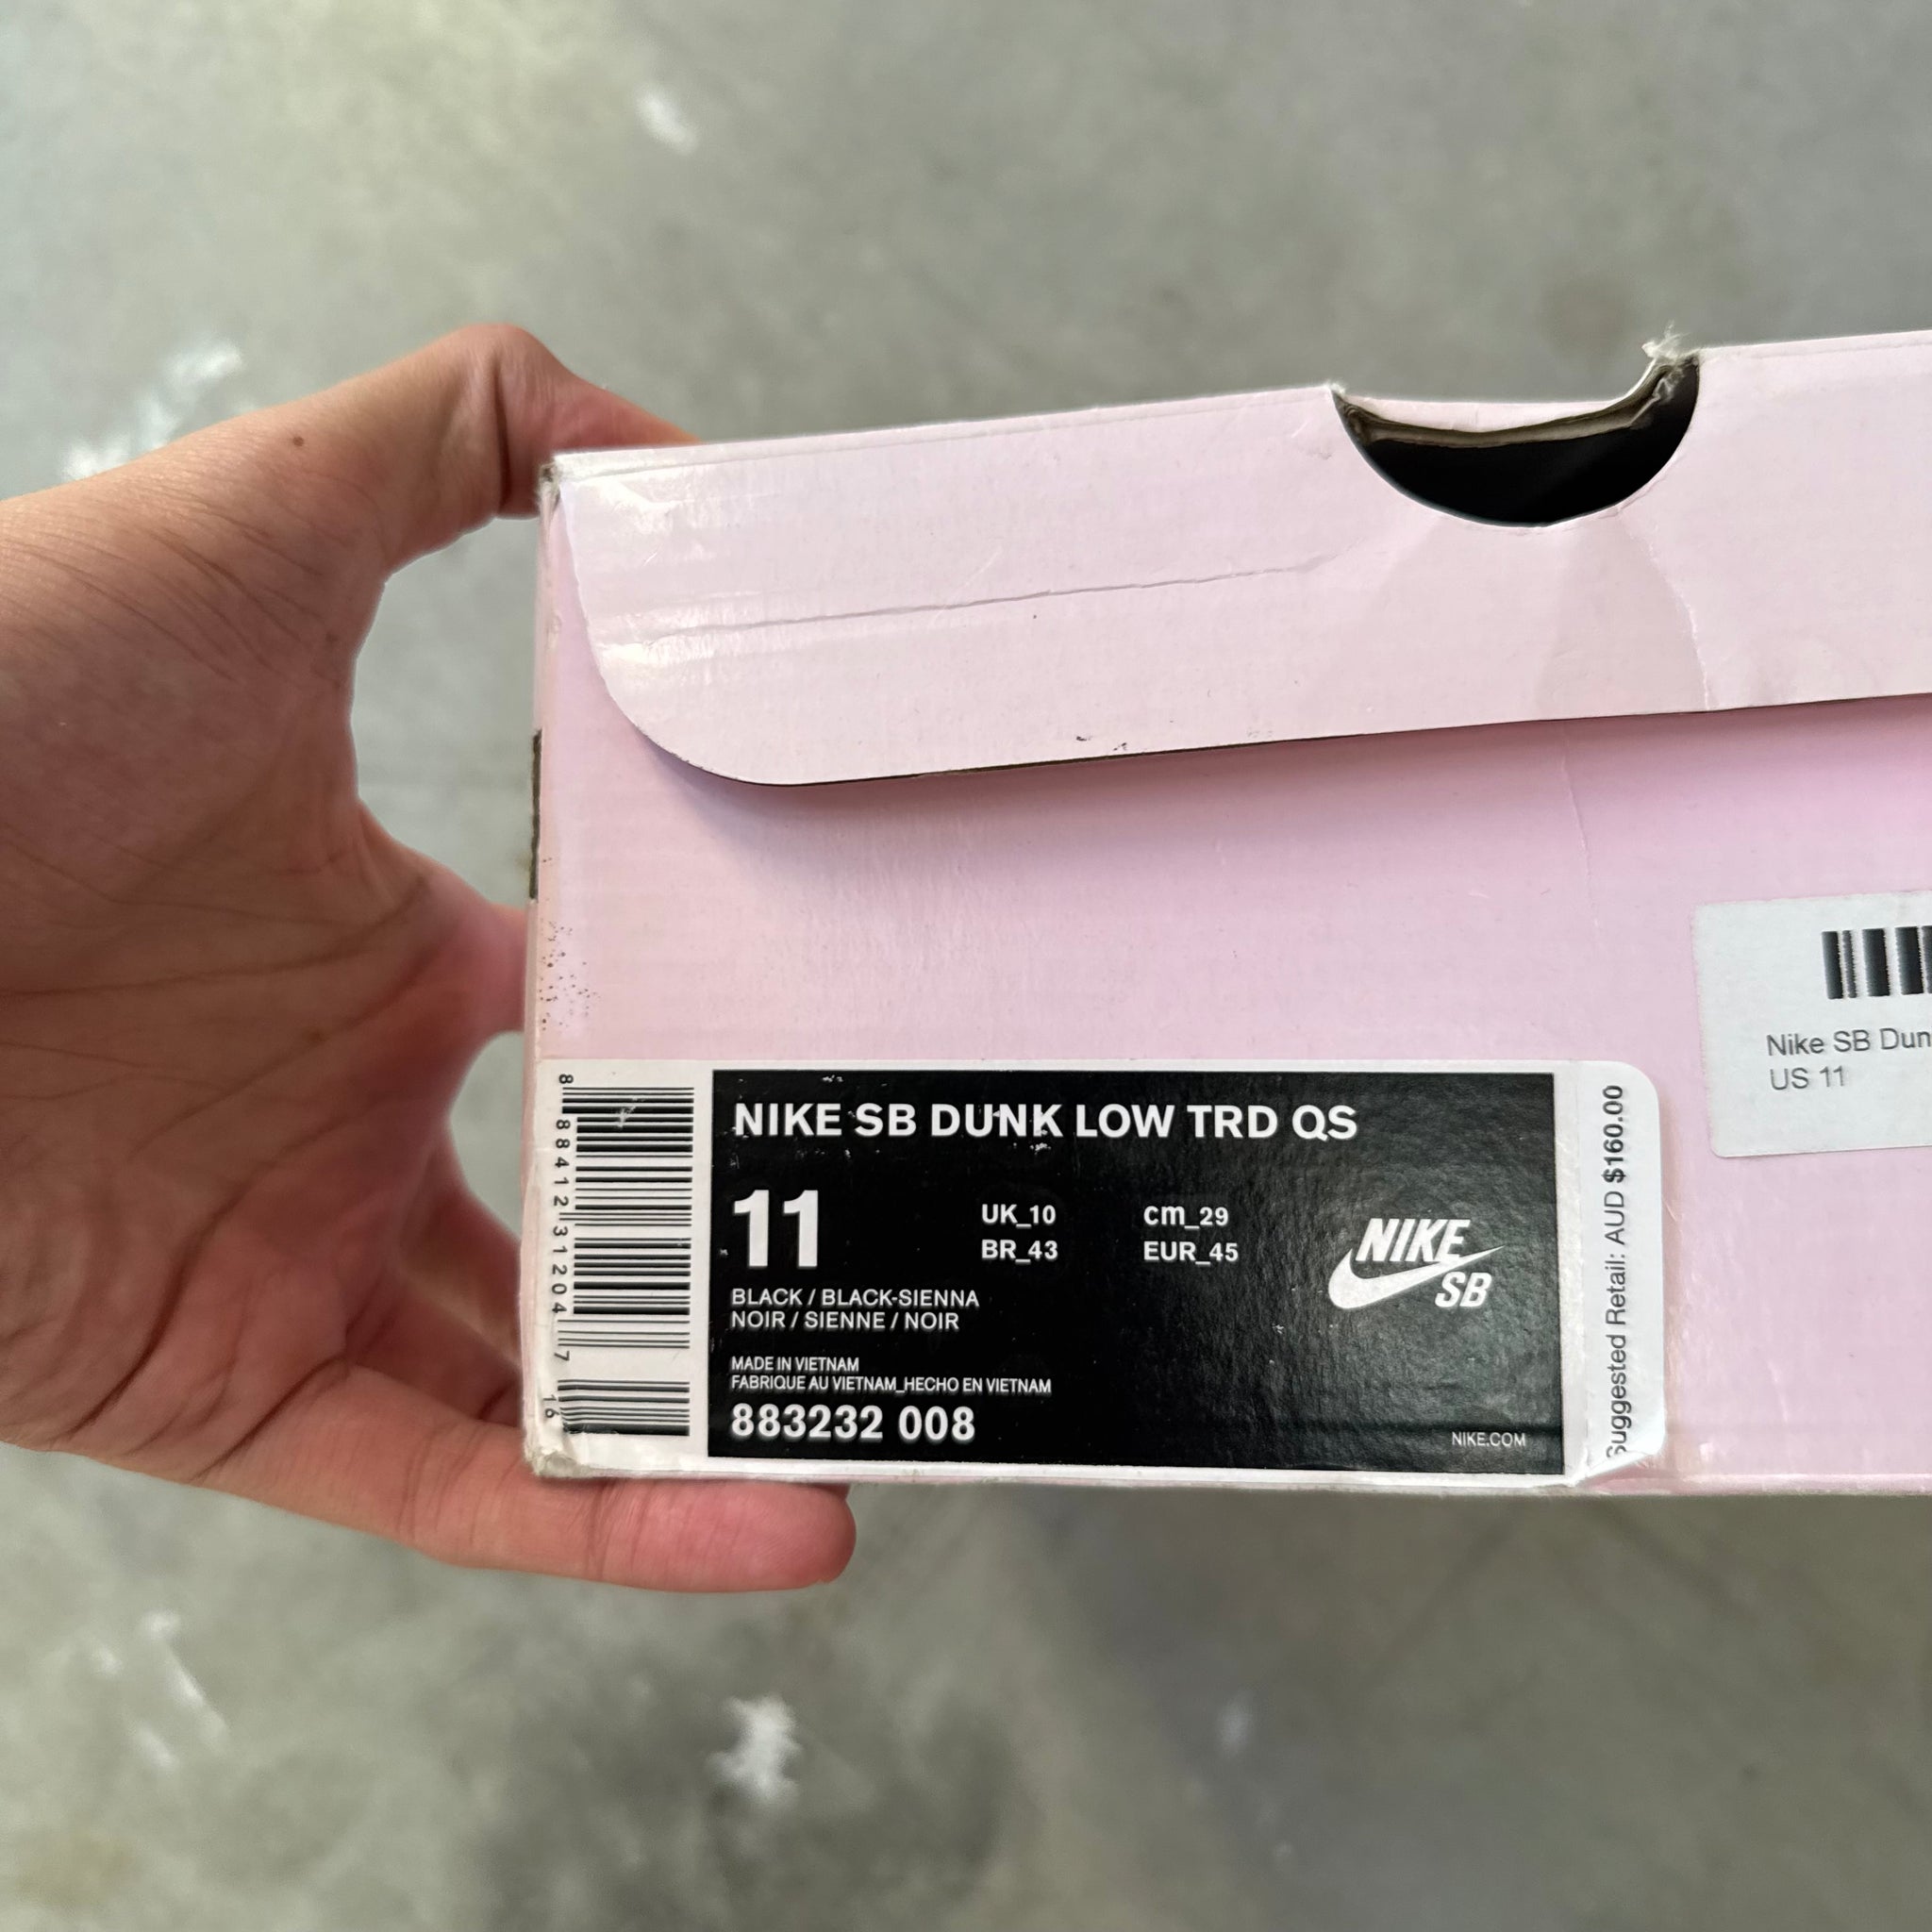 NIKE SB DUNK LOW TRD QS
11
UK_10
cm_29
BR_43
EUR_45
BLACK / BLACK-SIENNA
NOIR / SIENNE / NOIR
MADE IN VIETNAM
FABRIQUE AU VIETNAM_HECHO EN VIETNAM
883232 008
NIKE
SB
NIKE.COM
8 88412 31204 7 16
Suggested Retail: AUD $160.00
Nike SB Dun
US 11